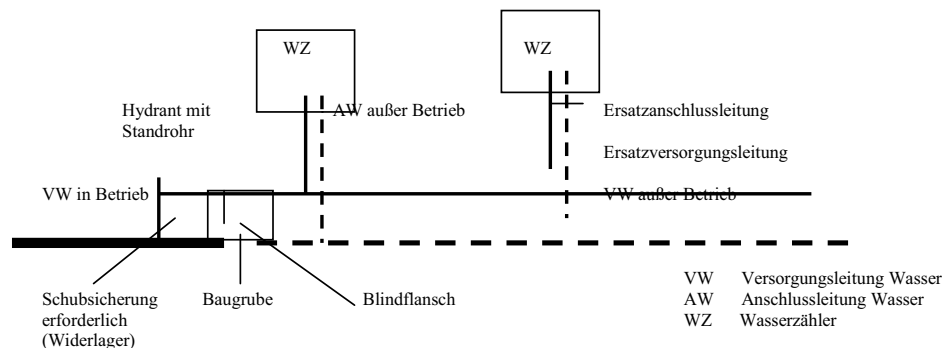 WZ
WZ
Hydrant mit
Standrohr
AW außer Betrieb
Ersatzanschlussleitung
Ersatzversorgungsleitung
VW in Betrieb
VW außer Betrieb
Schubsicherung
erforderlich
(Widerlager)
Baugrube
Blindflansch
VW Versorgungsleitung Wasser
AW Anschlussleitung Wasser
WZ Wasserzähler